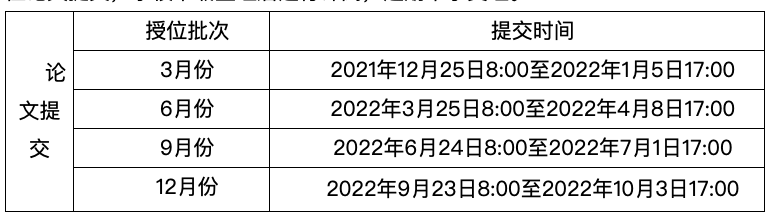 授位批次 提交时间
论文提交
3月份 2021年12月25日8:00至2022年1月5日17:00
6月份 2022年3月25日8:00至2022年4月8日17:00
9月份 2022年6月24日8:00至2022年7月1日17:00
12月份 2022年9月23日8:00至2022年10月3日17:00